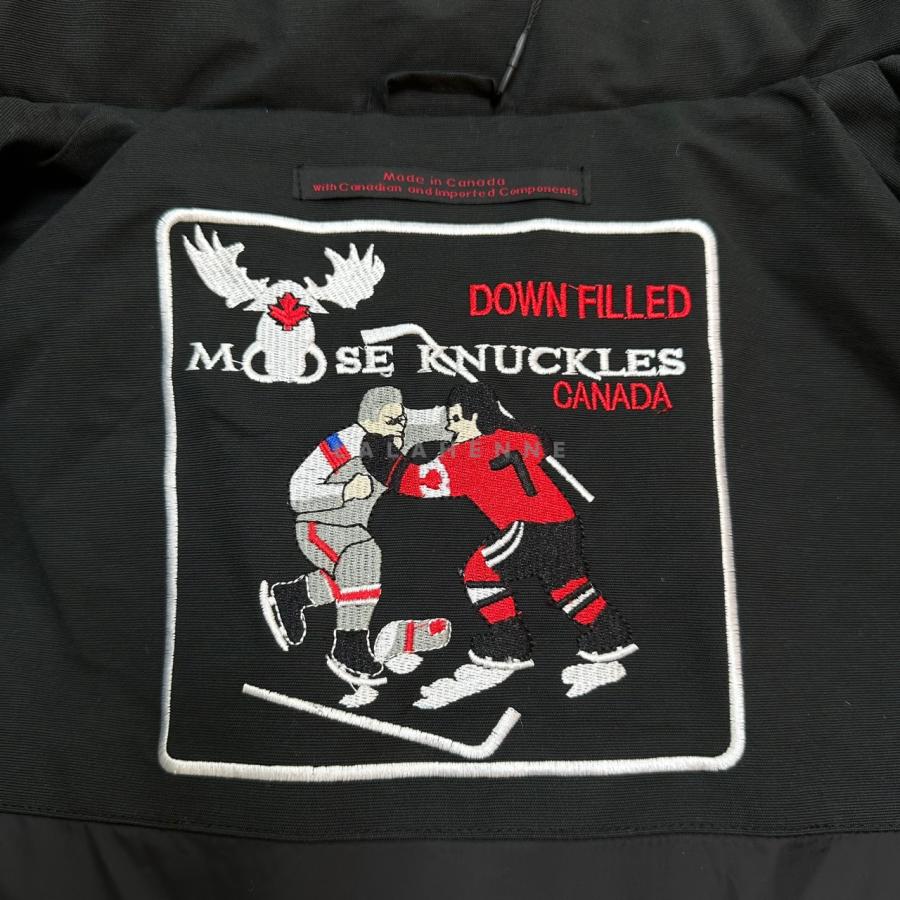 Made in Canada
with Canadian and Imported Components
DOWN FILLED
MOOSE KNUCKLES
CANADA
7